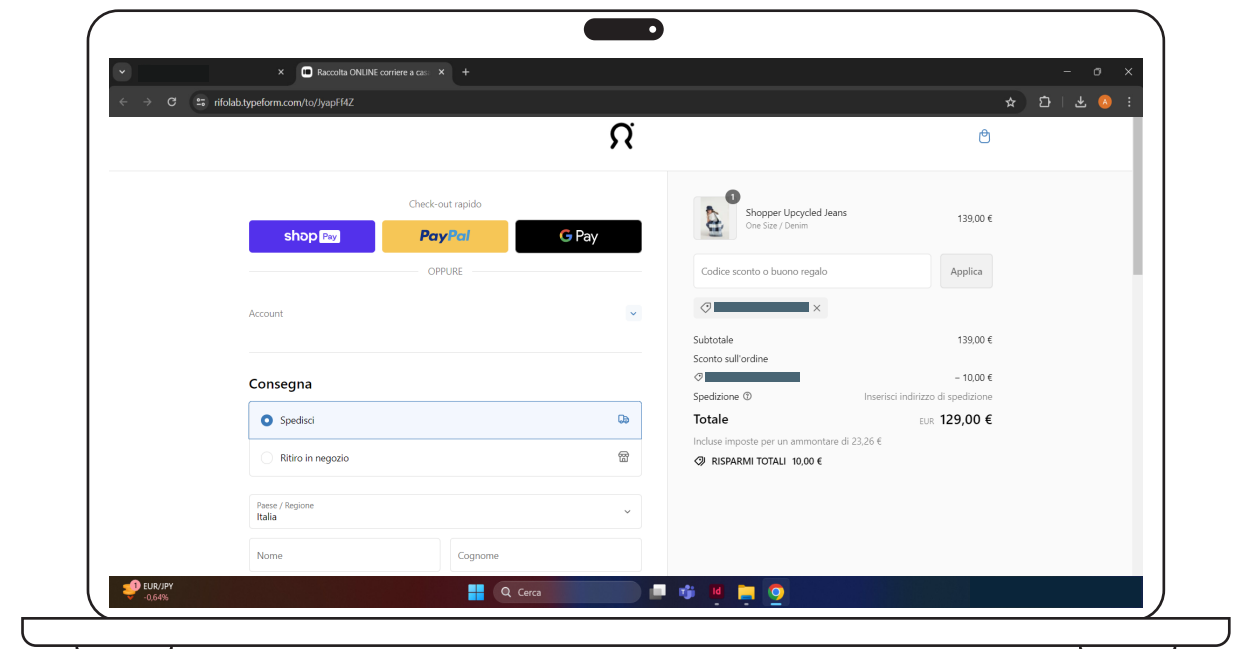 Raccolta ONLINE corriere a cas
rifolab.typeform.com/to/JyapFf4Z
A
Check-out rapido
shop Pay
PayPal
G Pay
OPPURE
Account
Consegna
Spedisci
Ritiro in negozio
Paese / Regione
Italia
Nome
Cognome
1
Shopper Upcycled Jeans
139,00 €
One Size / Denim
Codice sconto o buono regalo
Applica
Subtotale
139,00 €
Sconto sull'ordine
− 10,00 €
Spedizione
Inserisci indirizzo di spedizione
Totale
EUR 129,00 €
Incluse imposte per un ammontare di 23,26 €
RISPARMI TOTALI 10,00 €
1
EUR/JPY
-0,64%
Cerca
Id